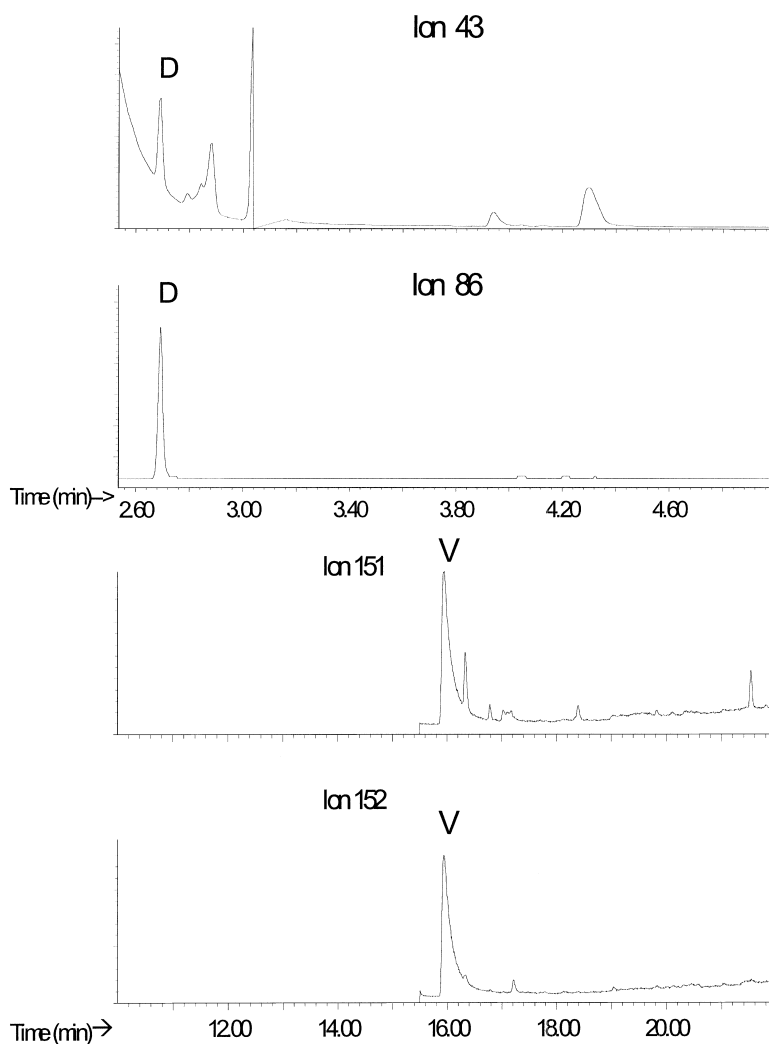 Ion 43
D
Ion 86
D
Time (min)-->
2.60 3.00 3.40 3.80 4.20 4.60
V
Ion 151
Ion 152
V
Time (min)→
12.00 14.00 16.00 18.00 20.00